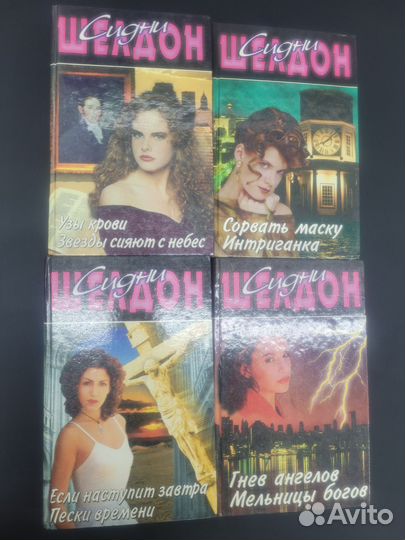 Сидни
ШЕЛДОН
Узы крови
Звезды сияют с небес
Сидни
ШЕЛДОН
Сорвать маску
Интриганка
Сидни
ШЕЛДОН
Если наступит завтра
Пески времени
Сидни
ШЕЛДОН
Гнев ангелов
Мельницы богов
Avito